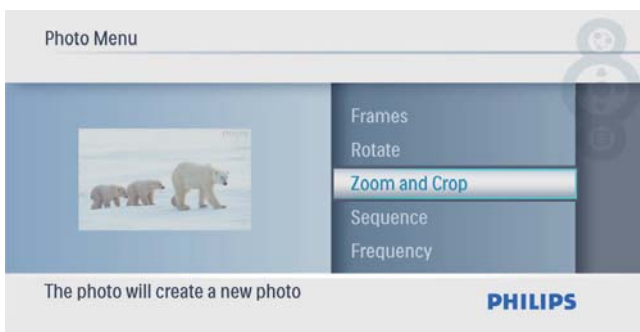 Photo Menu
Frames
Rotate
Zoom and Crop
Sequence
Frequency
The photo will create a new photo
PHILIPS